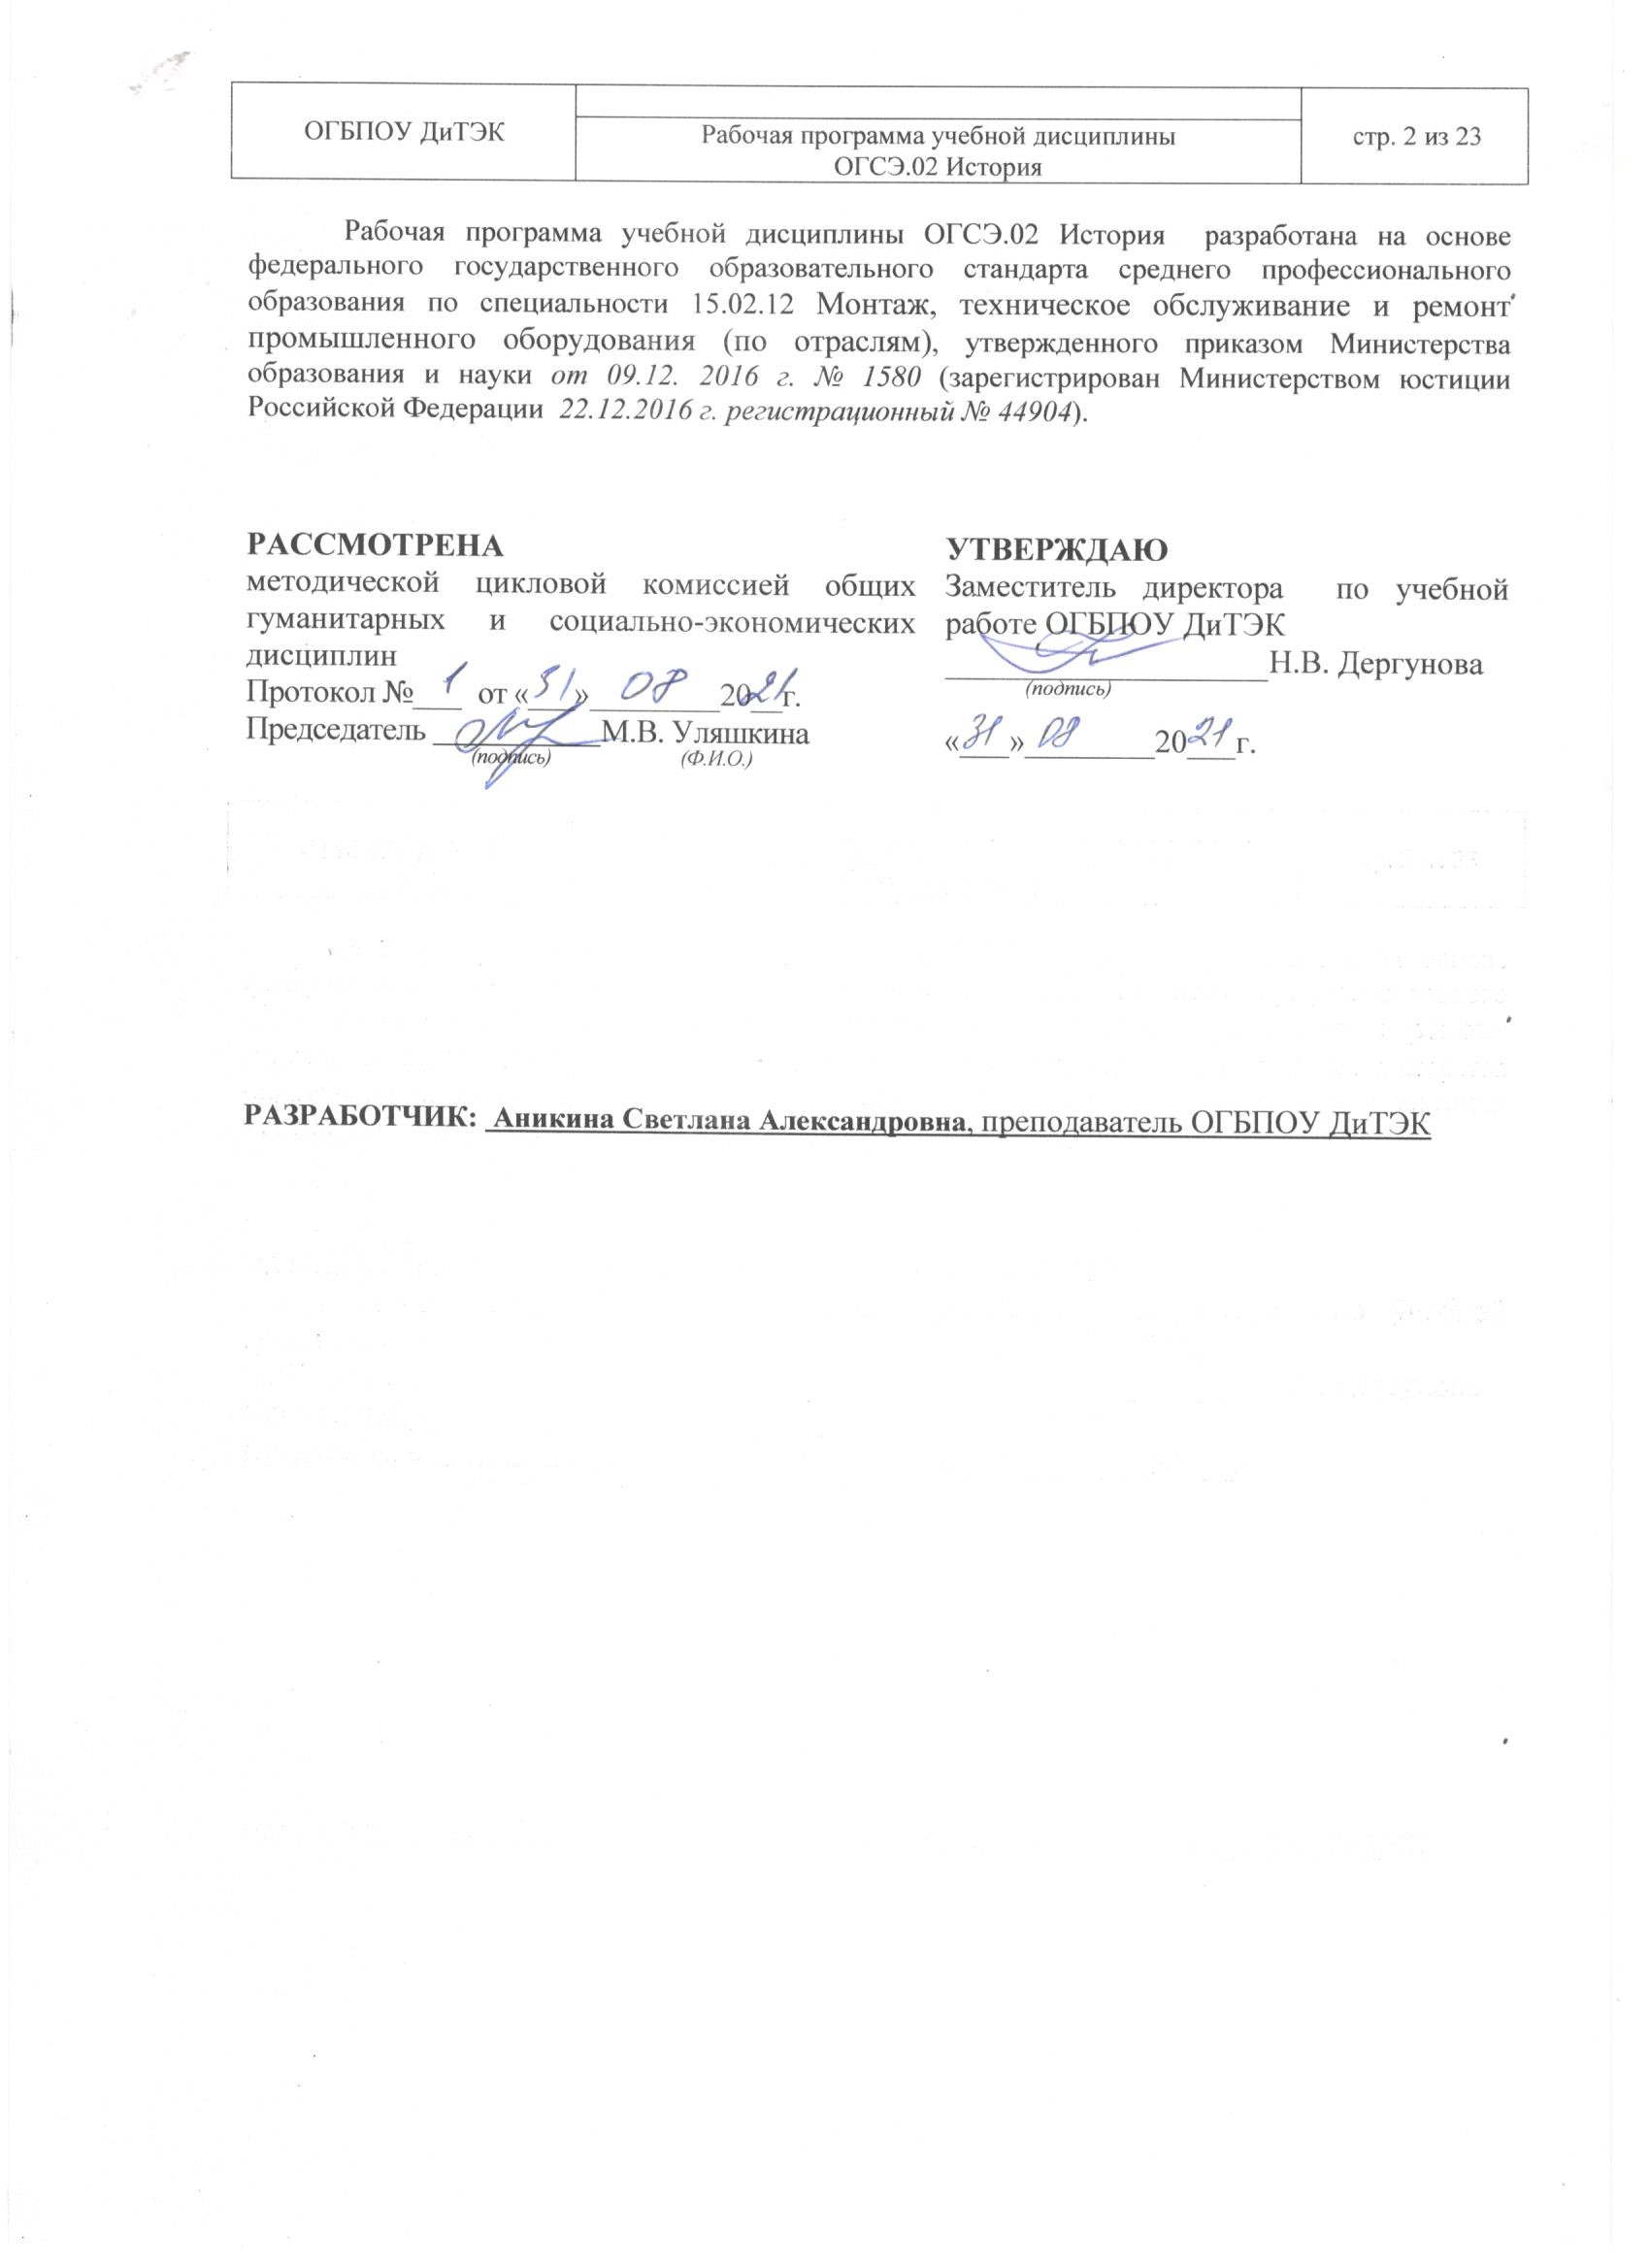 ОГБПОУ ДиТЭК
Рабочая программа учебной дисциплины
ОГСЭ.02 История
стр. 2 из 23
Рабочая программа учебной дисциплины ОГСЭ.02 История разработана на основе
федерального государственного образовательного стандарта среднего профессионального
образования по специальности 15.02.12 Монтаж, техническое обслуживание и ремонт
промышленного оборудования (по отраслям), утвержденного приказом Министерства
образования и науки от 09.12. 2016 г. № 1580 (зарегистрирован Министерством юстиции
Российской Федерации 22.12.2016 г. регистрационный № 44904).
РАССМОТРЕНА
методической цикловой комиссией общих
гуманитарных и социально-экономических
дисциплин
Протокол № 1 от «31» 08 2021г.
Председатель ____________М.В. Уляшкина
(подпись) (Ф.И.О.)
УТВЕРЖДАЮ
Заместитель директора по учебной
работе ОГБПОУ ДиТЭК
____________________Н.В. Дергунова
(подпись)
«31» 08 2021г.
РАЗРАБОТЧИК: Аникина Светлана Александровна, преподаватель ОГБПОУ ДиТЭК